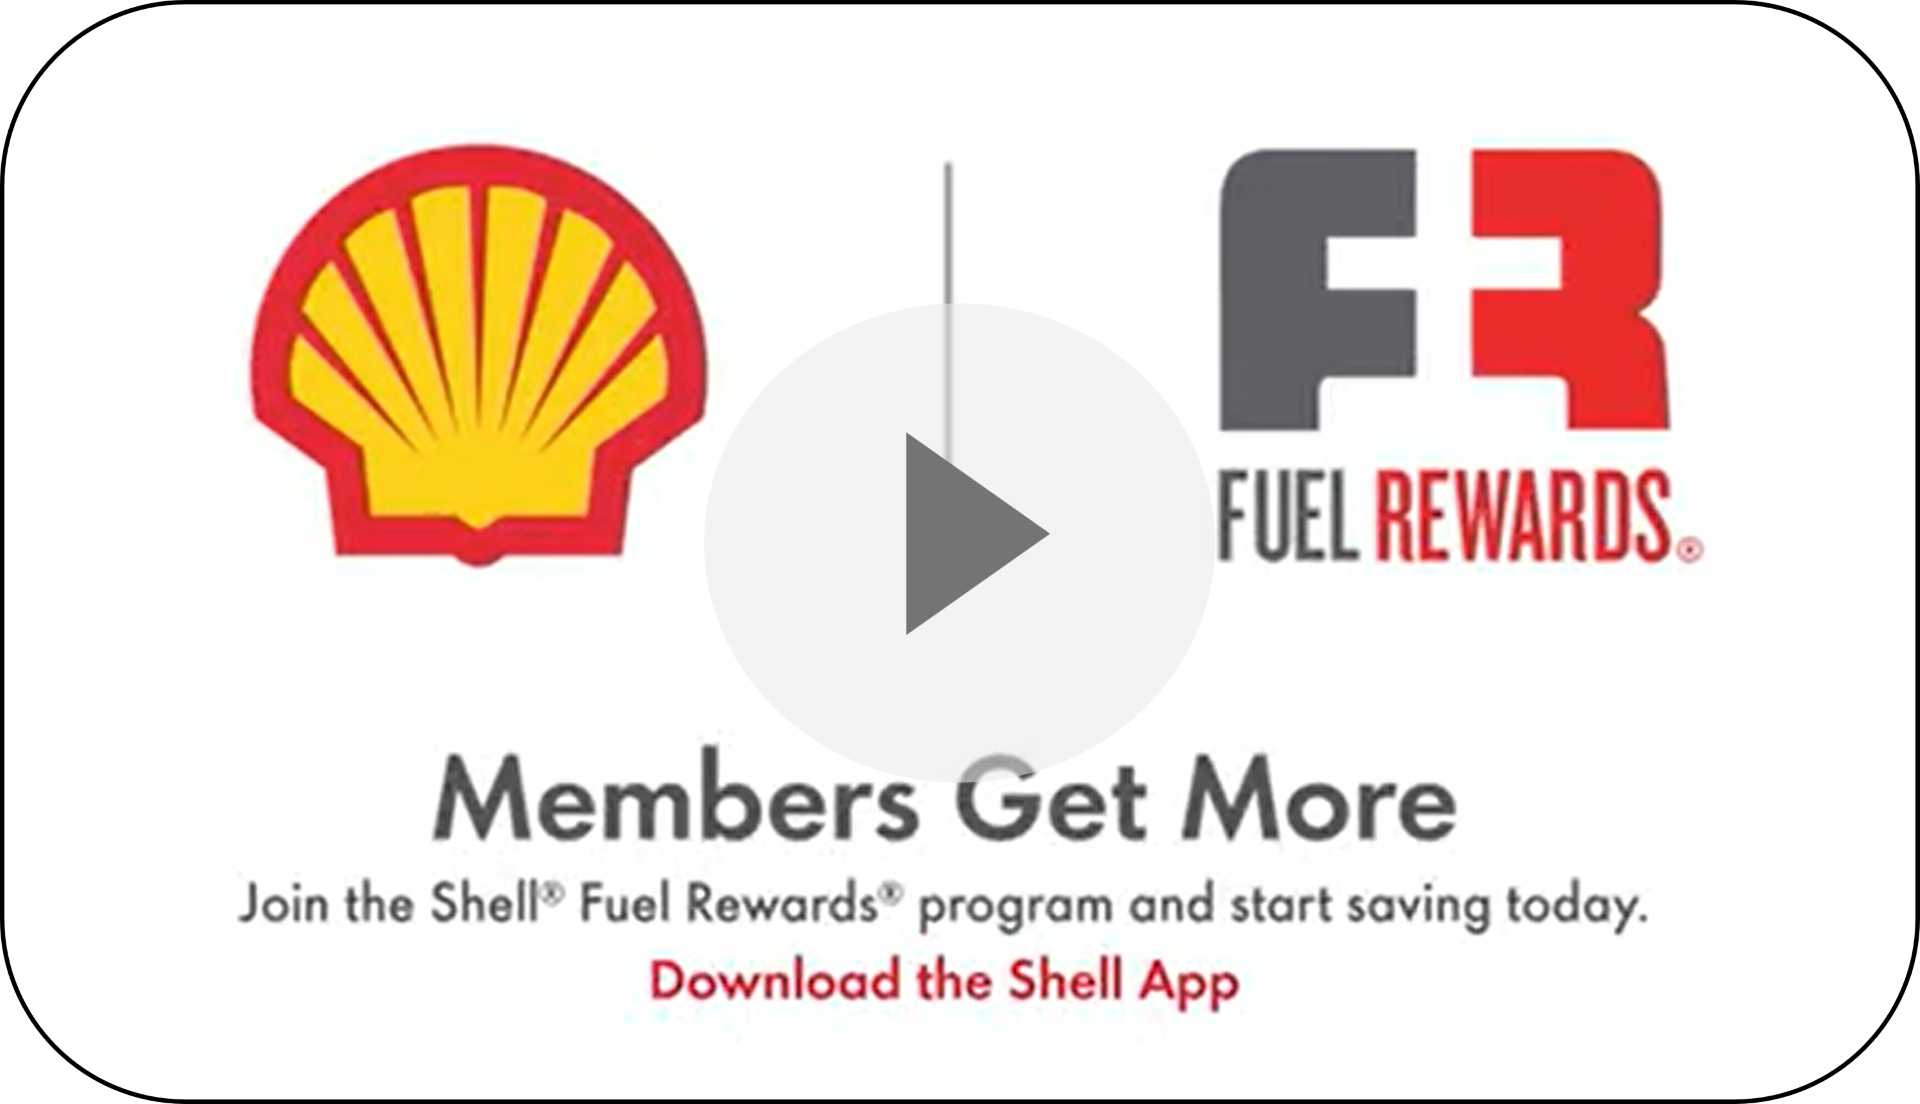 FR
FUEL REWARDS®
Members Get More
Join the Shell® Fuel Rewards® program and start saving today.
Download the Shell App